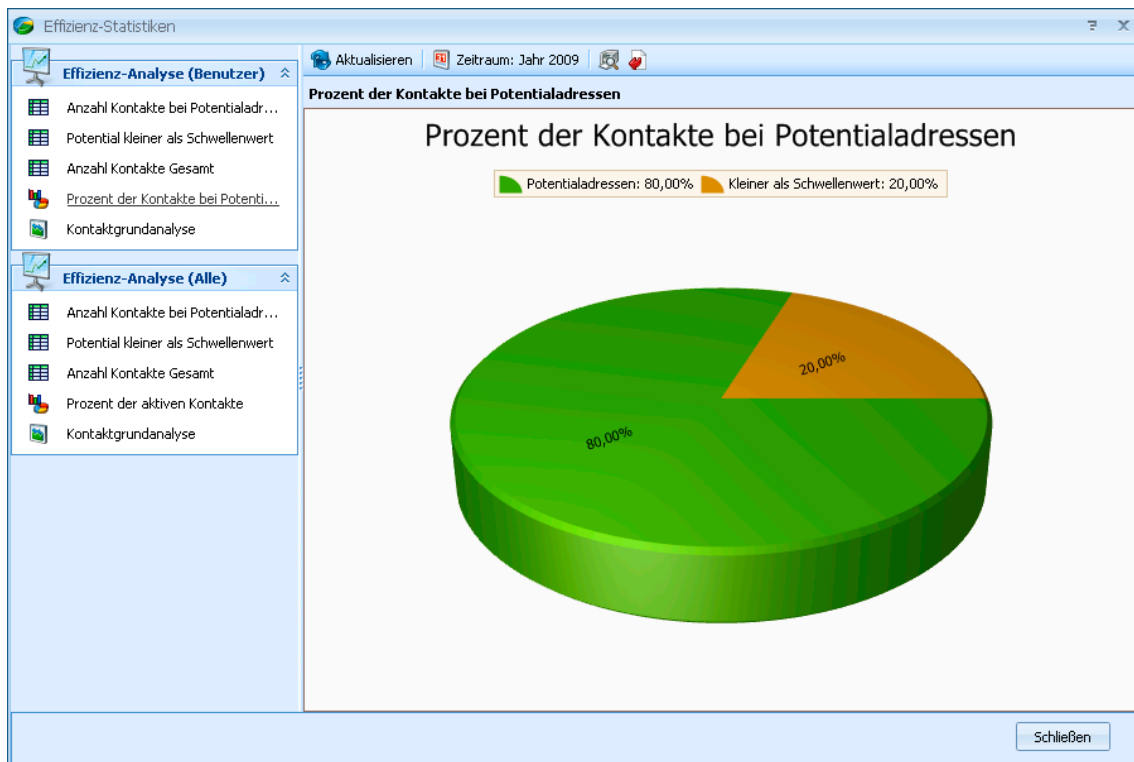 Effizienz-Statistiken
Effizienz-Analyse (Benutzer)
Anzahl Kontakte bei Potentialadr...
Potential kleiner als Schwellenwert
Anzahl Kontakte Gesamt
Prozent der Kontakte bei Potenti...
Kontaktgrundanalyse
Effizienz-Analyse (Alle)
Anzahl Kontakte bei Potentialadr...
Potential kleiner als Schwellenwert
Anzahl Kontakte Gesamt
Prozent der aktiven Kontakte
Kontaktgrundanalyse
Aktualisieren Zeitraum: Jahr 2009
Prozent der Kontakte bei Potentialadressen
Prozent der Kontakte bei Potentialadressen
Potentialadressen: 80,00% Kleiner als Schwellenwert: 20,00%
20,00%
80,00%
Schließen